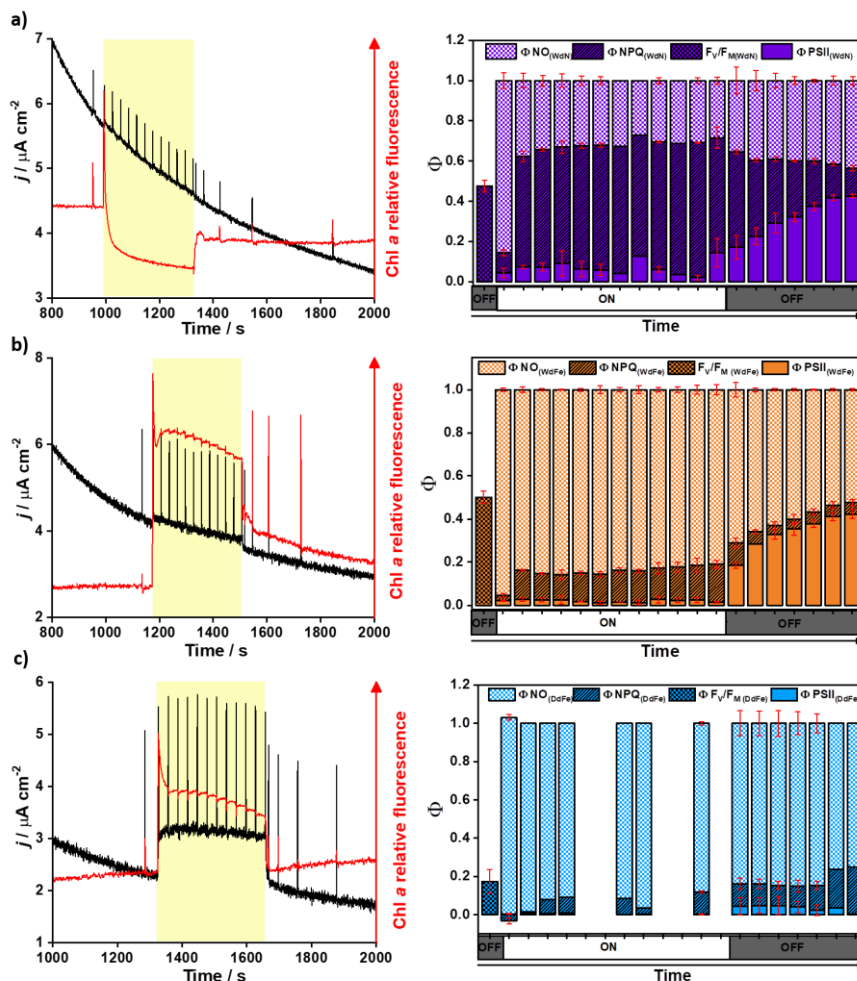 a)
7
6
5
4
3
j / μA cm⁻²
800 1000 1200 1400 1600 1800 2000
Time / s
Chl a relative fluorescence
1.2
1.0
0.8
0.6
0.4
0.2
0.0
Φ
Φ NO(WdN) Φ NPQ(WdN) FV/FM(WdN) Φ PSII(WdN)
OFF ON OFF
Time
b)
8
6
4
2
j / μA cm⁻²
800 1000 1200 1400 1600 1800 2000
Time / s
Chl a relative fluorescence
1.0
0.8
0.6
0.4
0.2
0.0
Φ
Φ NO(WdFe) Φ NPQ(WdFe) FV/FM (WdFe) Φ PSII(WdFe)
OFF ON OFF
Time
c)
6
5
4
3
2
1
j / μA cm⁻²
1000 1200 1400 1600 1800 2000
Time / s
Chl a relative fluorescence
1.2
1.0
0.8
0.6
0.4
0.2
0.0
Φ
Φ NO(DdFe) Φ NPQ(DdFe) Φ FV/FM (DdFe) Φ PSII(DdFe)
OFF ON OFF
Time